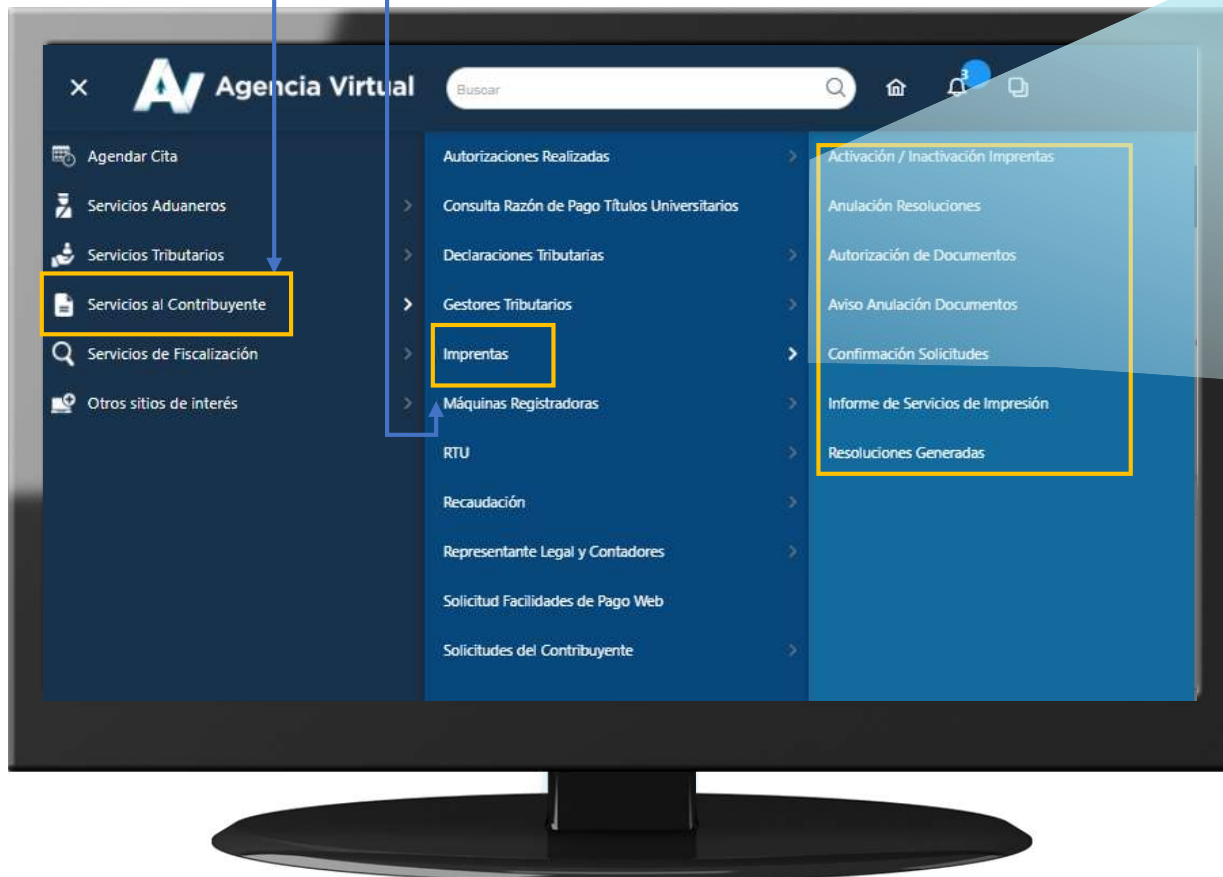 Agencia Virtual
Buscar
3
Agendar Cita
Servicios Aduaneros
Servicios Tributarios
Servicios al Contribuyente
Servicios de Fiscalización
Otros sitios de interés
Autorizaciones Realizadas
Consulta Razón de Pago Títulos Universitarios
Declaraciones Tributarias
Gestores Tributarios
Imprentas
Máquinas Registradoras
RTU
Recaudación
Representante Legal y Contadores
Solicitud Facilidades de Pago Web
Solicitudes del Contribuyente
Activación / Inactivación Imprentas
Anulación Resoluciones
Autorización de Documentos
Aviso Anulación Documentos
Confirmación Solicitudes
Informe de Servicios de Impresión
Resoluciones Generadas